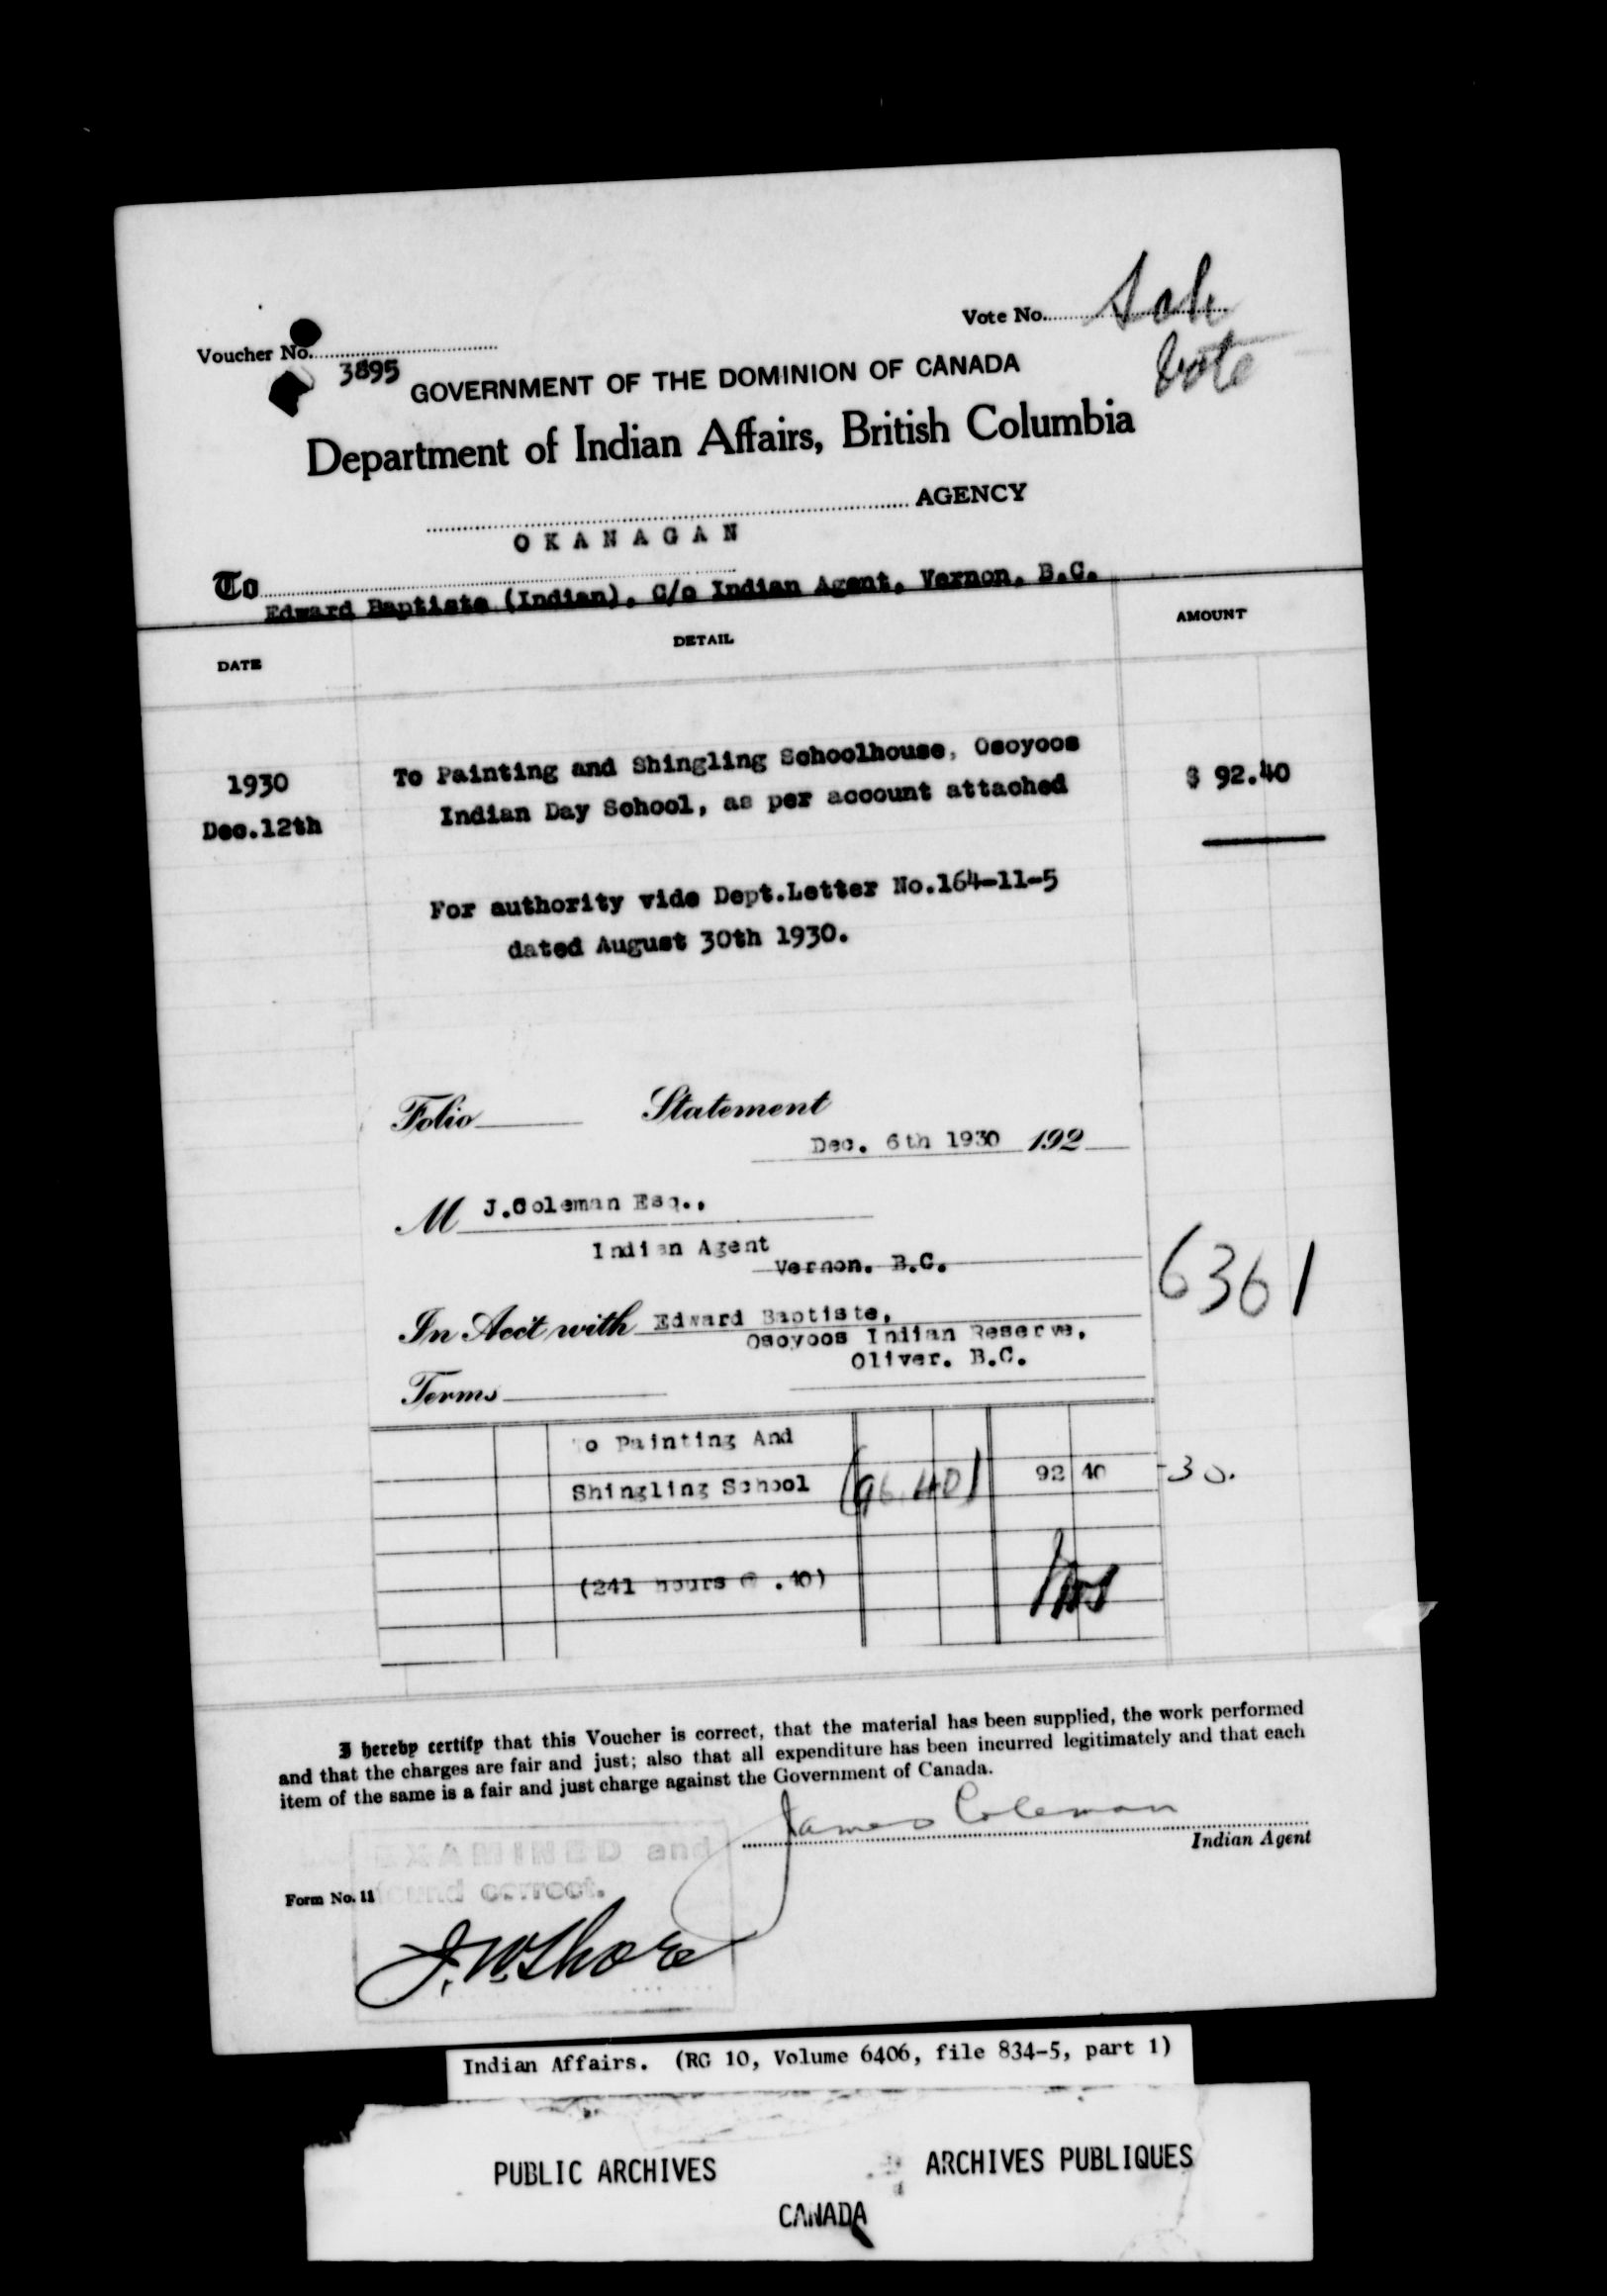 Vote No. Sch
Vote
Voucher No.
3895
GOVERNMENT OF THE DOMINION OF CANADA
Department of Indian Affairs, British Columbia
AGENCY
OKANAGAN
To
Edward Baptiste (Indian), C/o Indian Agent, Vernon, B.C.
DATE DETAIL AMOUNT
1930 To Painting and Shingling Schoolhouse, Osoyoos $ 92.40
Dec.12th Indian Day School, as per account attached
For authority vide Dept.Letter No.164-11-5
dated August 30th 1930.
Folio Statement
Dec. 6th 1930 192
M J.Coleman Esq.,
Indian Agent
Vernon. B.C.
6361
In Acc't with Edward Baptiste,
Osoyoos Indian Reserve,
Oliver. B.C.
Terms
To Painting And
Shingling School (96.40) 92 40 -30.
(241 hours @ .40)
I hereby certify that this Voucher is correct, that the material has been supplied, the work performed
and that the charges are fair and just; also that all expenditure has been incurred legitimately and that each
item of the same is a fair and just charge against the Government of Canada.
James Coleman
Indian Agent
EXAMINED and
found correct.
Form No. 11
J.W.Shore
Indian Affairs. (RG 10, Volume 6406, file 834-5, part 1)
PUBLIC ARCHIVES ARCHIVES PUBLIQUES
CANADA